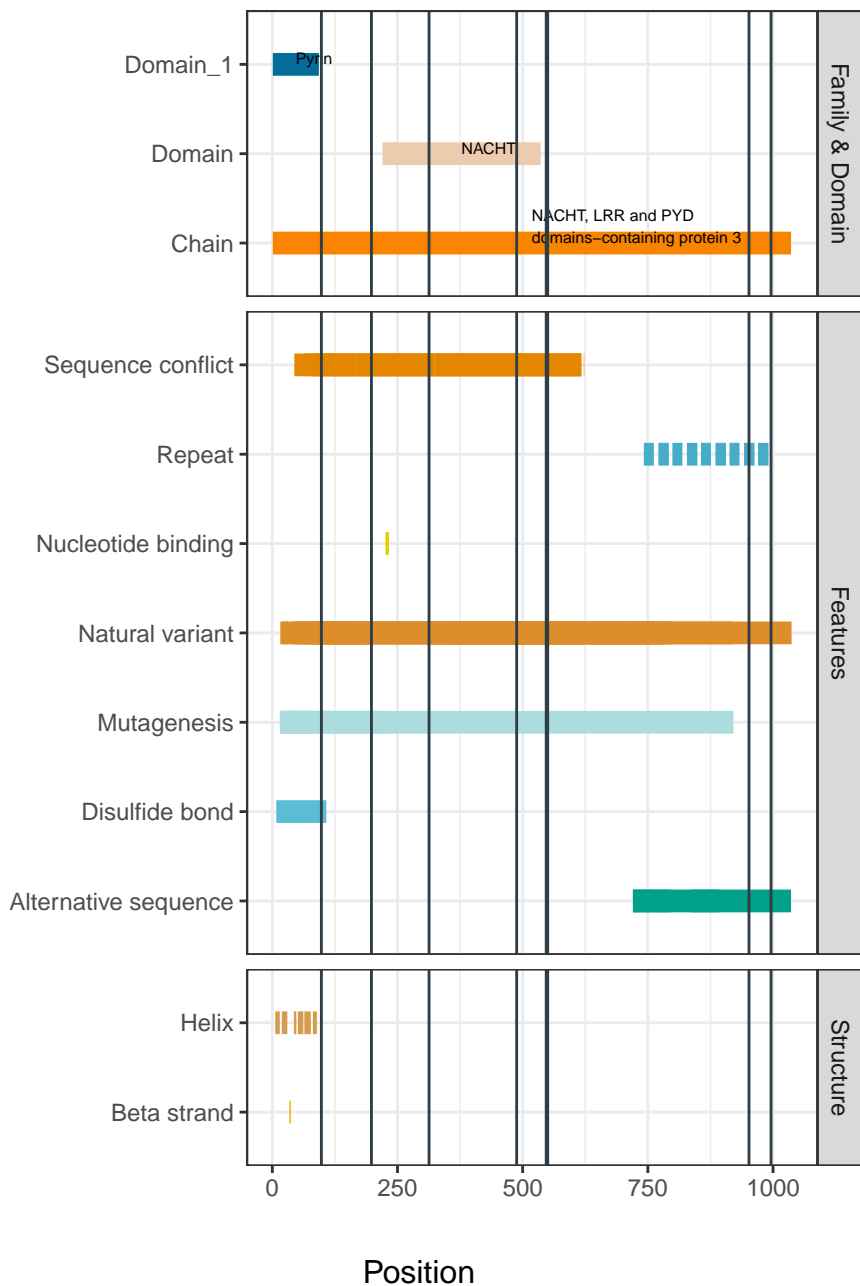 Domain_1
Pyrin
Domain
NACHT
Chain
NACHT, LRR and PYD
domains−containing protein 3
Family & Domain
Sequence conflict
Repeat
Nucleotide binding
Natural variant
Mutagenesis
Disulfide bond
Alternative sequence
Features
Helix
Beta strand
Structure
0 250 500 750 1000
Position